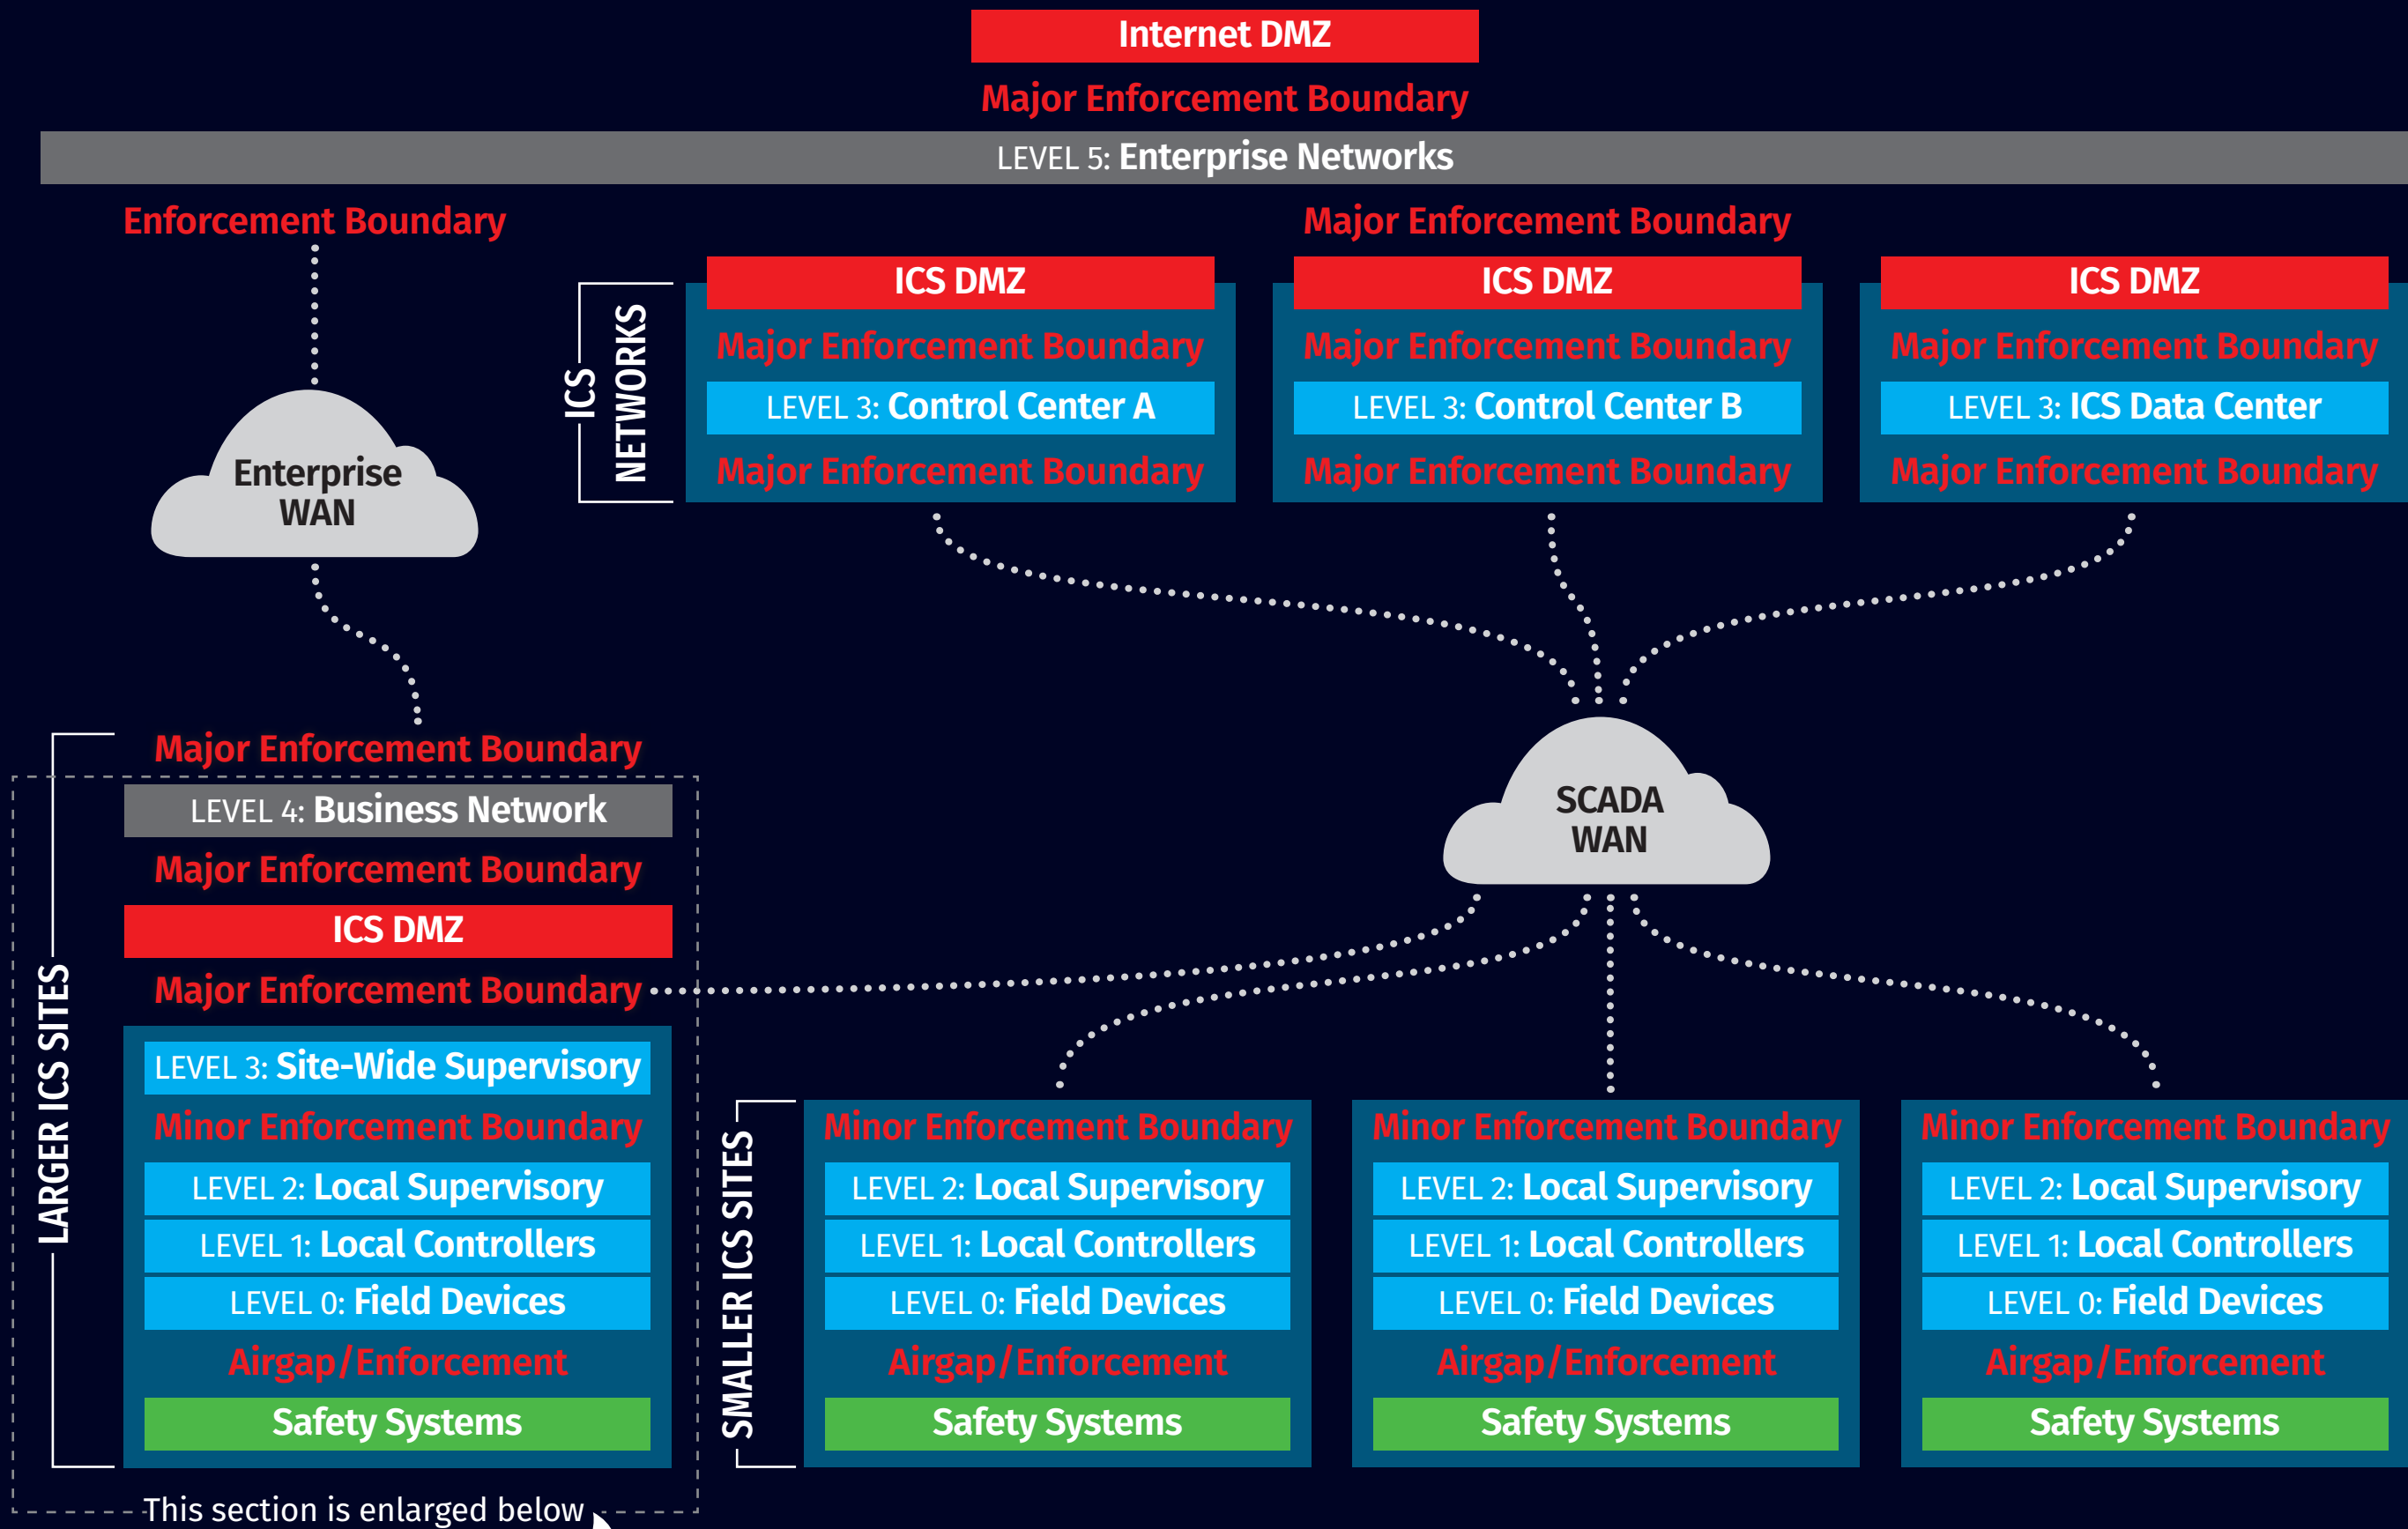 Internet DMZ
Major Enforcement Boundary
LEVEL 5: Enterprise Networks
Enforcement Boundary
Enterprise
WAN
Major Enforcement Boundary
ICS
NETWORKS
ICS DMZ
Major Enforcement Boundary
LEVEL 3: Control Center A
Major Enforcement Boundary
ICS DMZ
Major Enforcement Boundary
LEVEL 3: Control Center B
Major Enforcement Boundary
ICS DMZ
Major Enforcement Boundary
LEVEL 3: ICS Data Center
Major Enforcement Boundary
SCADA
WAN
LARGER ICS SITES
Major Enforcement Boundary
LEVEL 4: Business Network
Major Enforcement Boundary
ICS DMZ
Major Enforcement Boundary
LEVEL 3: Site-Wide Supervisory
Minor Enforcement Boundary
LEVEL 2: Local Supervisory
LEVEL 1: Local Controllers
LEVEL 0: Field Devices
Airgap/Enforcement
Safety Systems
This section is enlarged below
SMALLER ICS SITES
Minor Enforcement Boundary
LEVEL 2: Local Supervisory
LEVEL 1: Local Controllers
LEVEL 0: Field Devices
Airgap/Enforcement
Safety Systems
Minor Enforcement Boundary
LEVEL 2: Local Supervisory
LEVEL 1: Local Controllers
LEVEL 0: Field Devices
Airgap/Enforcement
Safety Systems
Minor Enforcement Boundary
LEVEL 2: Local Supervisory
LEVEL 1: Local Controllers
LEVEL 0: Field Devices
Airgap/Enforcement
Safety Systems